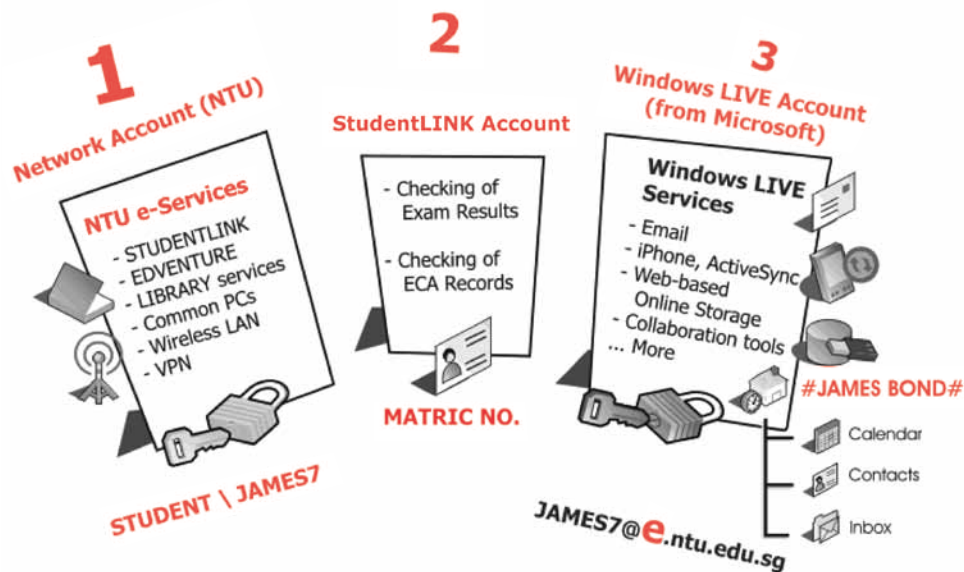 1
Network Account (NTU)
NTU e-Services
- STUDENTLINK
- EDVENTURE
- LIBRARY services
- Common PCs
- Wireless LAN
- VPN
STUDENT \ JAMES7
2
StudentLINK Account
- Checking of
Exam Results
- Checking of
ECA Records
MATRIC NO.
3
Windows LIVE Account
(from Microsoft)
Windows LIVE
Services
- Email
- iPhone, ActiveSync
- Web-based
Online Storage
- Collaboration tools
... More
#JAMES BOND#
Calendar
Contacts
Inbox
JAMES7@e.ntu.edu.sg